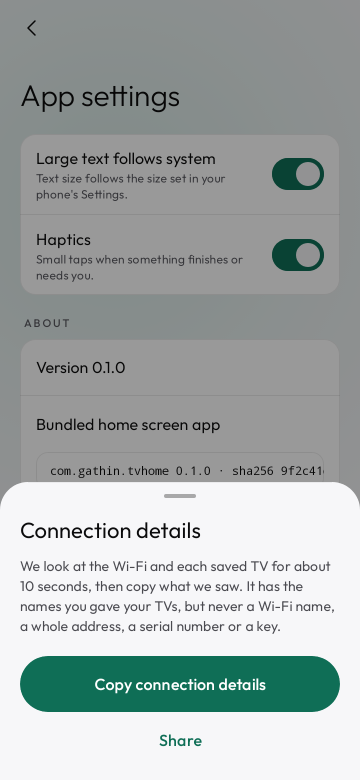 App settings
Large text follows system
Text size follows the size set in your
phone's Settings.
Haptics
Small taps when something finishes or
needs you.
ABOUT
Version 0.1.0
Bundled home screen app
com.gathin.tvhome 0.1.0 · sha256 9f2c41
Connection details
We look at the Wi-Fi and each saved TV for about
10 seconds, then copy what we saw. It has the
names you gave your TVs, but never a Wi-Fi name,
a whole address, a serial number or a key.
Copy connection details
Share